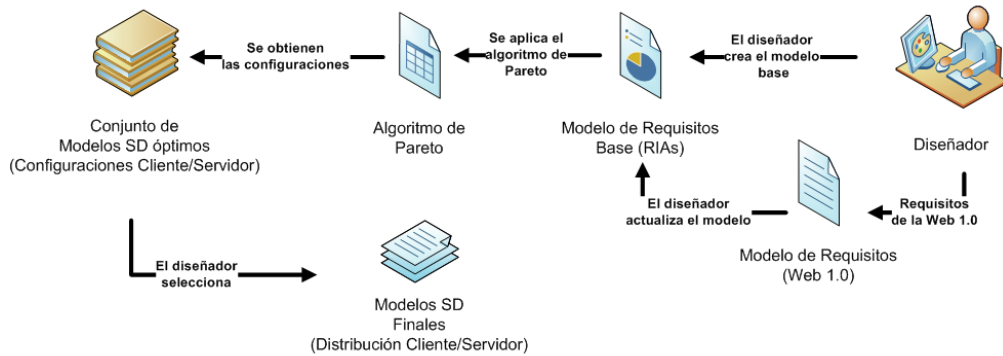 Se obtienen
las configuraciones
Se aplica el
algoritmo de
Pareto
El diseñador
crea el modelo
base
Conjunto de
Modelos SD óptimos
(Configuraciones Cliente/Servidor)
Algoritmo de
Pareto
Modelo de Requisitos
Base (RIAs)
Diseñador
El diseñador
actualiza el modelo
Requisitos
de la Web 1.0
Modelo de Requisitos
(Web 1.0)
El diseñador
selecciona
Modelos SD
Finales
(Distribución Cliente/Servidor)